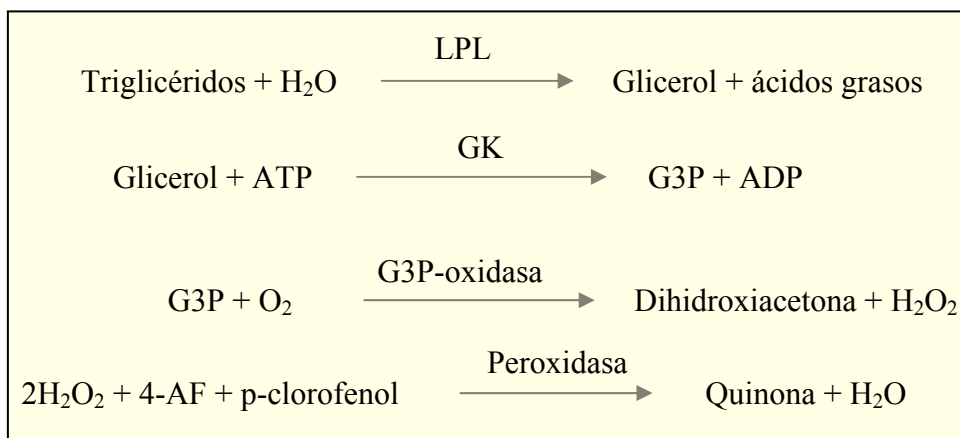 LPL
Triglicéridos + H₂O Glicerol + ácidos grasos
GK
Glicerol + ATP G3P + ADP
G3P-oxidasa
G3P + O₂ Dihidroxiacetona + H₂O₂
Peroxidasa
2H₂O₂ + 4-AF + p-clorofenol Quinona + H₂O